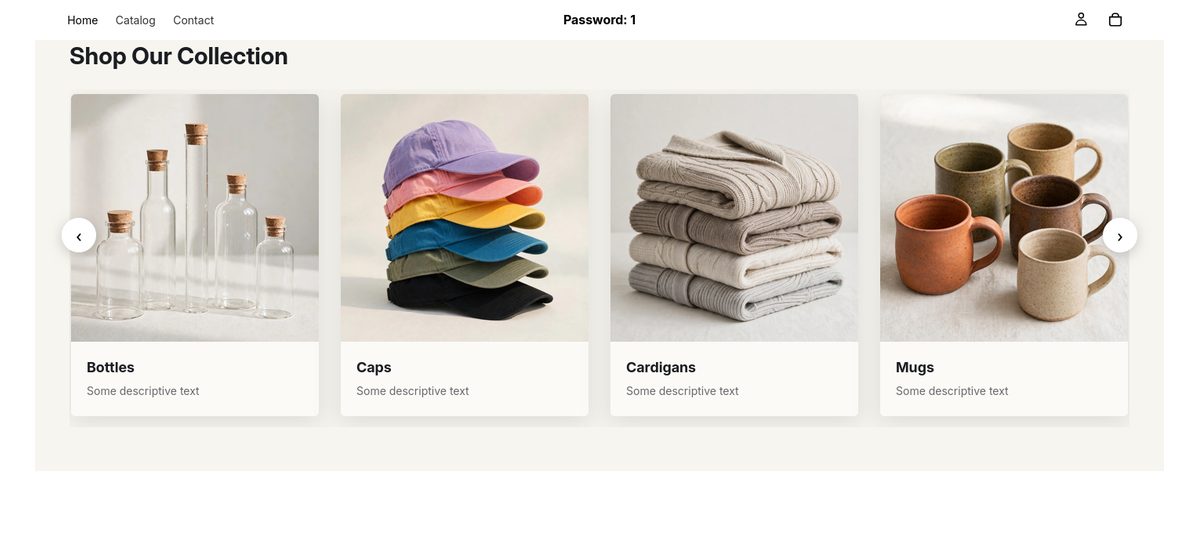 Home Catalog Contact Password: 1
Shop Our Collection
‹ ›
Bottles Caps Cardigans Mugs
Some descriptive text Some descriptive text Some descriptive text Some descriptive text